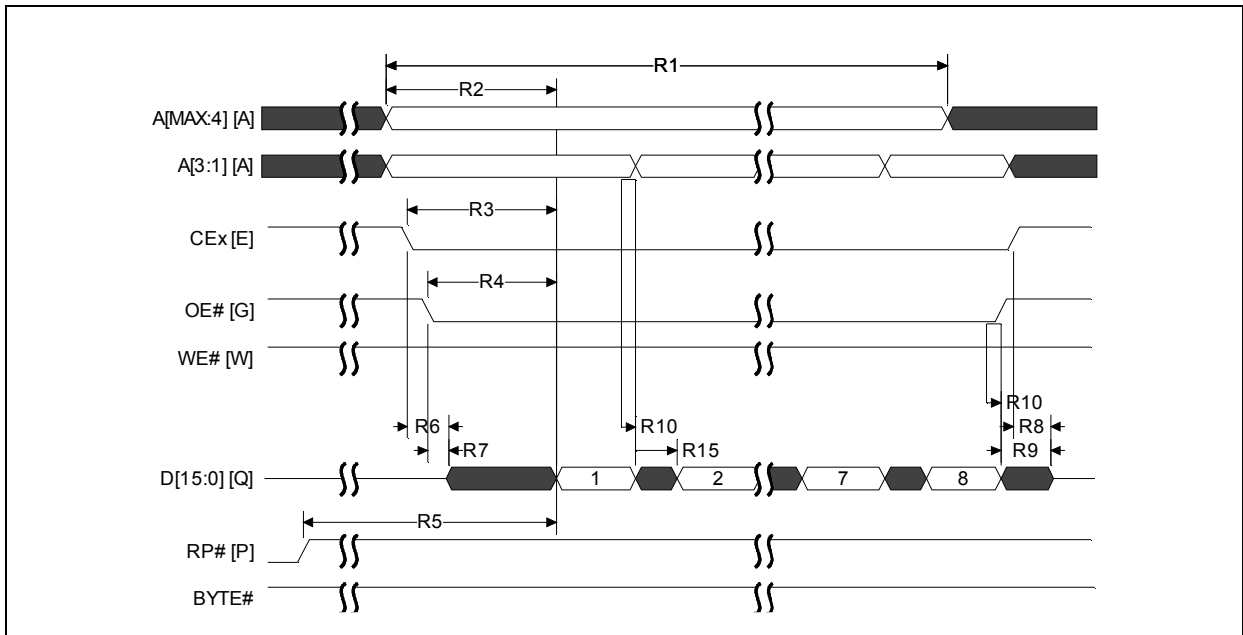 R1
R2
A[MAX:4] [A]
A[3:1] [A]
R3
CEx [E]
R4
OE# [G]
WE# [W]
R10
R6
R10
R8
R7
R15
R9
D[15:0] [Q]
1
2
7
8
R5
RP# [P]
BYTE#